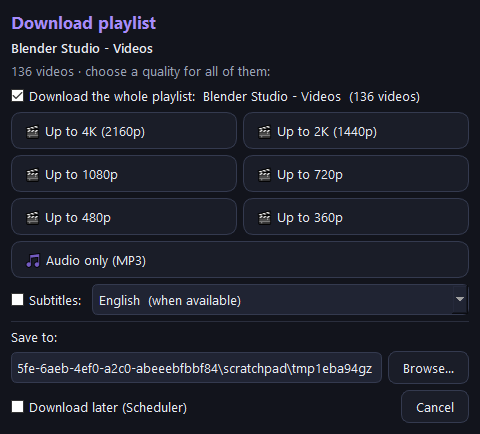 Download playlist
Blender Studio - Videos
136 videos · choose a quality for all of them:
Download the whole playlist:  Blender Studio - Videos  (136 videos)
Up to 4K (2160p)
Up to 2K (1440p)
Up to 1080p
Up to 720p
Up to 480p
Up to 360p
Audio only (MP3)
Subtitles:
English  (when available)
Save to:
5fe-6aeb-4ef0-a2c0-abeeebfbbf84\scratchpad\tmp1eba94gz
Browse...
Download later (Scheduler)
Cancel